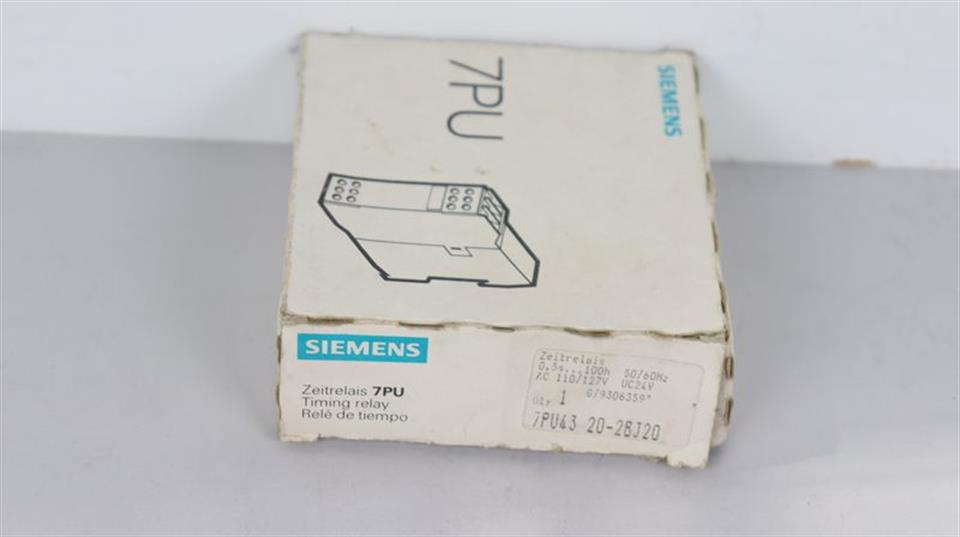 7PU
SIEMENS
SIEMENS
Zeitrelais 7PU
Timing relay
Relé de tiempo
Zeitrelais
0,5s...100h 50/60Hz
AC 110/127V UC24V
G/9306359*
Qty 1
7PU43 20-2BJ20